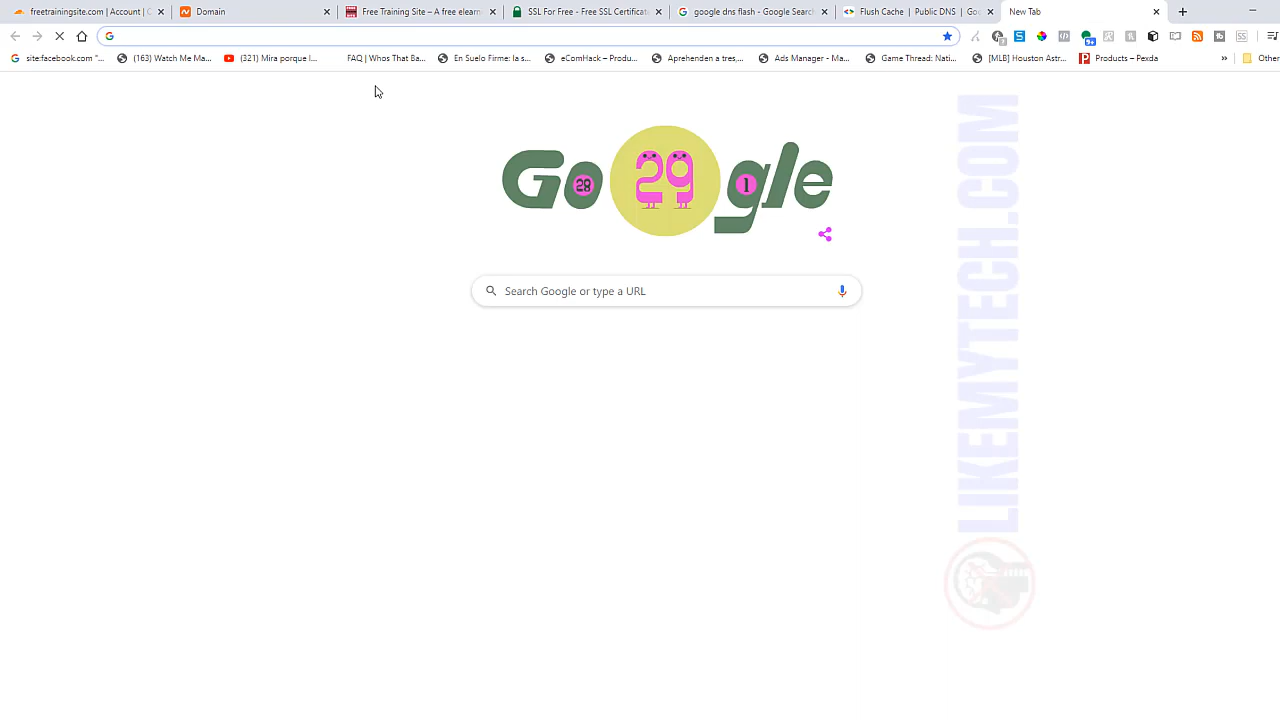 freetrainingsite.com | Account | C
Domain
Free Training Site – A free elearn
SSL For Free - Free SSL Certificate
google dns flash - Google Search
Flush Cache | Public DNS | Go
New Tab
site:facebook.com "...
(163) Watch Me Ma...
(321) Mira porque l...
FAQ | Whos That Ba...
En Suelo Firme: la s...
eComHack – Produ...
Aprehenden a tres,...
Ads Manager - Ma...
Game Thread: Nati...
[MLB] Houston Astr...
Products – Pexda
»
Other
Google
28
29
1
Search Google or type a URL
LIKEMYTECH.COM